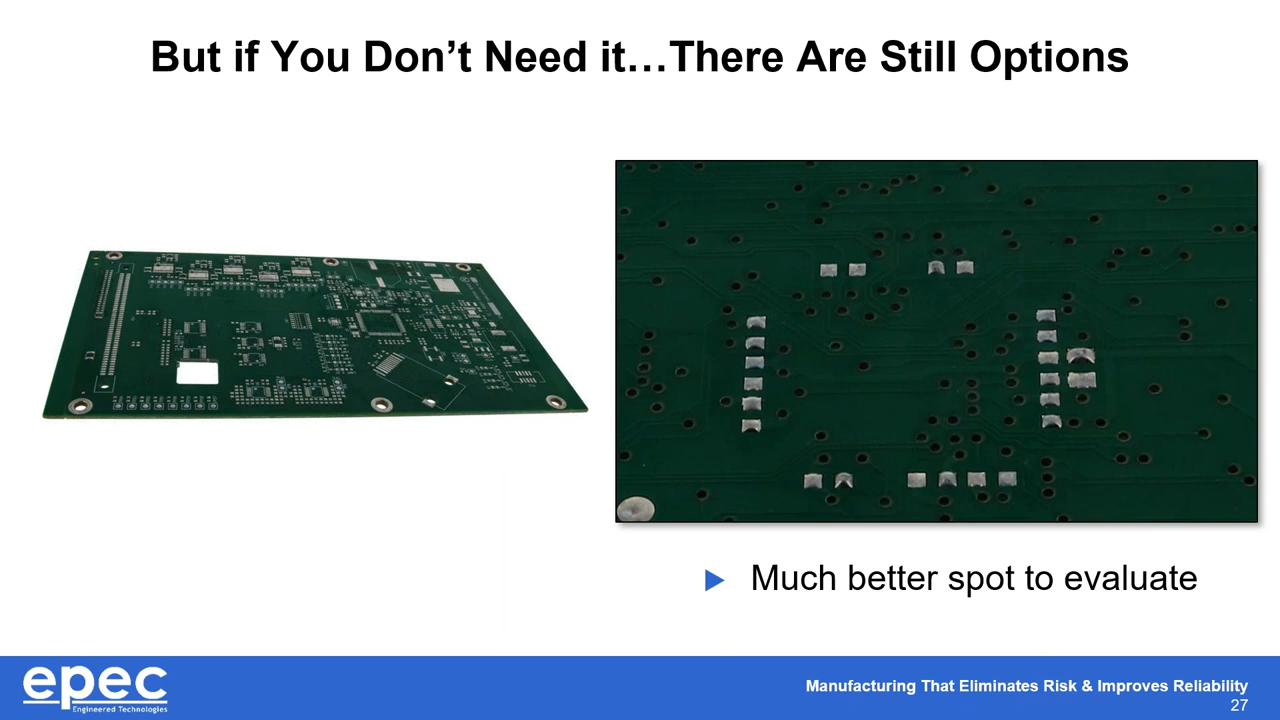 But if You Don’t Need it…There Are Still Options
Much better spot to evaluate
epec
Engineered Technologies
Manufacturing That Eliminates Risk & Improves Reliability
27